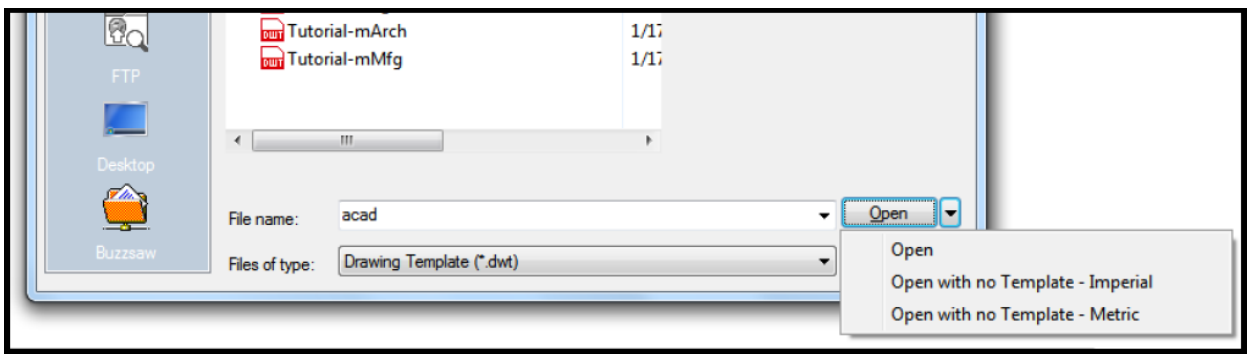 Tutorial-mArch 1/17
Tutorial-mMfg 1/17
FTP
Desktop
File name: acad Open
Buzzsaw
Files of type: Drawing Template (*.dwt)
Open
Open with no Template - Imperial
Open with no Template - Metric